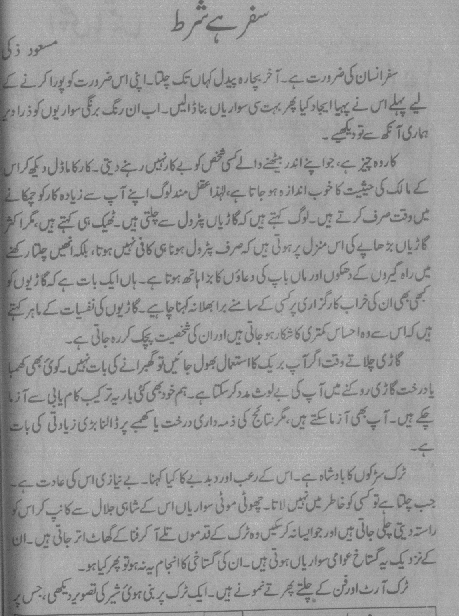 سفر ہے شرط
مسعود ذکی
سفر انسان کی ضرورت ہے۔ آخر بچارہ پیدل کہاں تک چلتا۔ اپنی اس ضرورت کو پورا کرنے کے
لیے پہلے اس نے پہیا ایجاد کیا پھر بہت سی سواریاں بنا ڈالیں۔ اب ان رنگ برنگی سواریوں کو ذرا دیر
ہماری آنکھ سے تو دیکھیے۔
کار وہ چیز ہے، جو اپنے اندر بیٹھنے والے کسی شخص کو بے کار نہیں رہنے دیتی۔ کار کا ماڈل دیکھ کر اس
کے مالک کی حیثیت کا خوب اندازہ ہو جاتا ہے، لہٰذا عقل مند لوگ اپنے آپ سے زیادہ کار کو چمکانے
میں وقت صرف کرتے ہیں۔ لوگ کہتے ہیں کہ گاڑیاں پٹرول سے چلتی ہیں۔ ٹھیک ہی کہتے ہیں، مگر اکثر
گاڑیاں بڑھاپے کی اس منزل پر ہوتی ہیں کہ صرف پٹرول ہونا ہی کافی نہیں ہوتا، بلکہ انھیں چلتا رکھنے
میں راہ گیروں کے دھکوں اور ماں باپ کی دعاؤں کا بڑا ہاتھ ہوتا ہے۔ ہاں ایک بات ہے کہ گاڑیوں کو
کبھی بھی ان کی خراب کارگزاری پر کسی کے سامنے برا بھلا نہ کہنا چاہیے۔ گاڑیوں کی نفسیات کے ماہر کہتے
ہیں کہ اس سے وہ احساس کمتری کا شکار ہو جاتی ہیں اور ان کی شخصیت پچک کر رہ جاتی ہے۔
گاڑی چلاتے وقت اگر آپ بریک کا استعمال بھول جائیں تو گھبرانے کی بات نہیں۔ کوئی بھی کھمبا
یا درخت گاڑی روکنے میں آپ کی بے لوث مدد کر سکتا ہے۔ ہم خود بھی کئی بار یہ ترکیب کام یابی سے آزما
چکے ہیں۔ آپ بھی آزما سکتے ہیں، مگر نتائج کی ذمہ داری درخت یا کھمبے پر ڈالنا بڑی زیادتی کی بات
ہے۔
ٹرک سڑکوں کا بادشاہ ہے۔ اس کے رعب اور دبدبے کا کیا کہنا۔ بے نیازی اس کی عادت ہے۔
جب چلتا ہے تو کسی کو خاطر میں نہیں لاتا۔ چھوٹی موٹی سواریاں اس کے شاہی جلال سے کانپ کر اس کو
راستہ دیتی چلی جاتی ہیں اور جو ایسا نہ کر سکیں وہ ٹرک کے قدموں تلے آ کر فنا کے گھاٹ اتر جاتی ہیں۔ ان
کے نزدیک یہ گستاخ عوامی سواریاں ہوتی ہیں۔ ان کی گستاخی کا انجام یہ نہ ہو تو پھر کیا ہو۔
ٹرک آرٹ اور فن کے چلتے پھرتے نمونے ہیں۔ ایک ٹرک پر بنی ہوئی شیر کی تصویر دیکھی، جس پر